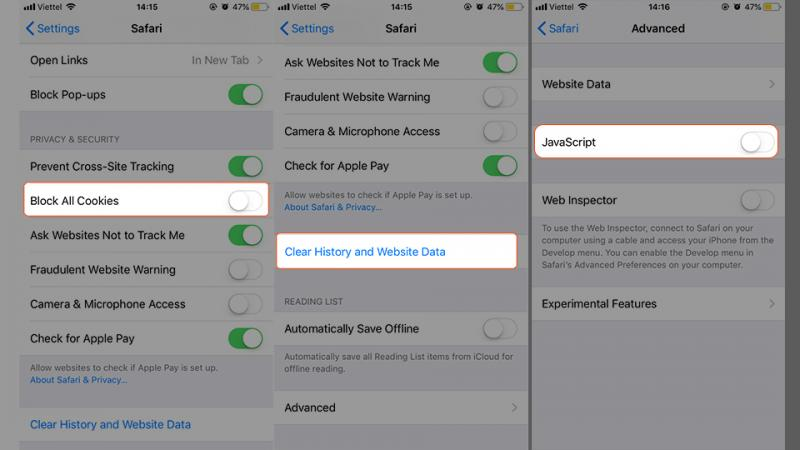 Viettel 14:15 47%
Settings Safari
Open Links In New Tab
Block Pop-ups
PRIVACY & SECURITY
Prevent Cross-Site Tracking
Block All Cookies
Ask Websites Not to Track Me
Fraudulent Website Warning
Camera & Microphone Access
Check for Apple Pay
Allow websites to check if Apple Pay is set up.
About Safari & Privacy...
Clear History and Website Data
Viettel 14:15 47%
Settings Safari
Ask Websites Not to Track Me
Fraudulent Website Warning
Camera & Microphone Access
Check for Apple Pay
Allow websites to check if Apple Pay is set up.
About Safari & Privacy...
Clear History and Website Data
READING LIST
Automatically Save Offline
Automatically save all Reading List items from iCloud for
offline reading.
Advanced
Viettel 14:16 47%
Safari Advanced
Website Data
JavaScript
Web Inspector
To use the Web Inspector, connect to Safari on your
computer using a cable and access your iPhone from the
Develop menu. You can enable the Develop menu in
Safari's Advanced Preferences on your computer.
Experimental Features